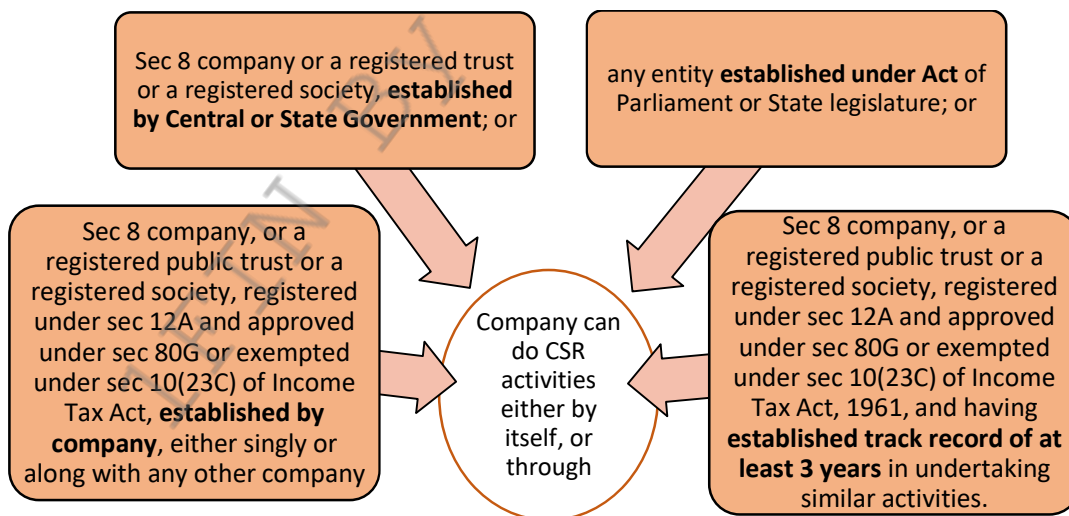 Sec 8 company or a registered trust
or a registered society, established
by Central or State Government; or
any entity established under Act of
Parliament or State legislature; or
Sec 8 company, or a
registered public trust or a
registered society, registered
under sec 12A and approved
under sec 80G or exempted
under sec 10(23C) of Income
Tax Act, established by
company, either singly or
along with any other company
Company can
do CSR
activities
either by
itself, or
through
Sec 8 company, or a
registered public trust or a
registered society, registered
under sec 12A and approved
under sec 80G or exempted
under sec 10(23C) of Income
Tax Act, 1961, and having
established track record of at
least 3 years in undertaking
similar activities.
IFIN BY